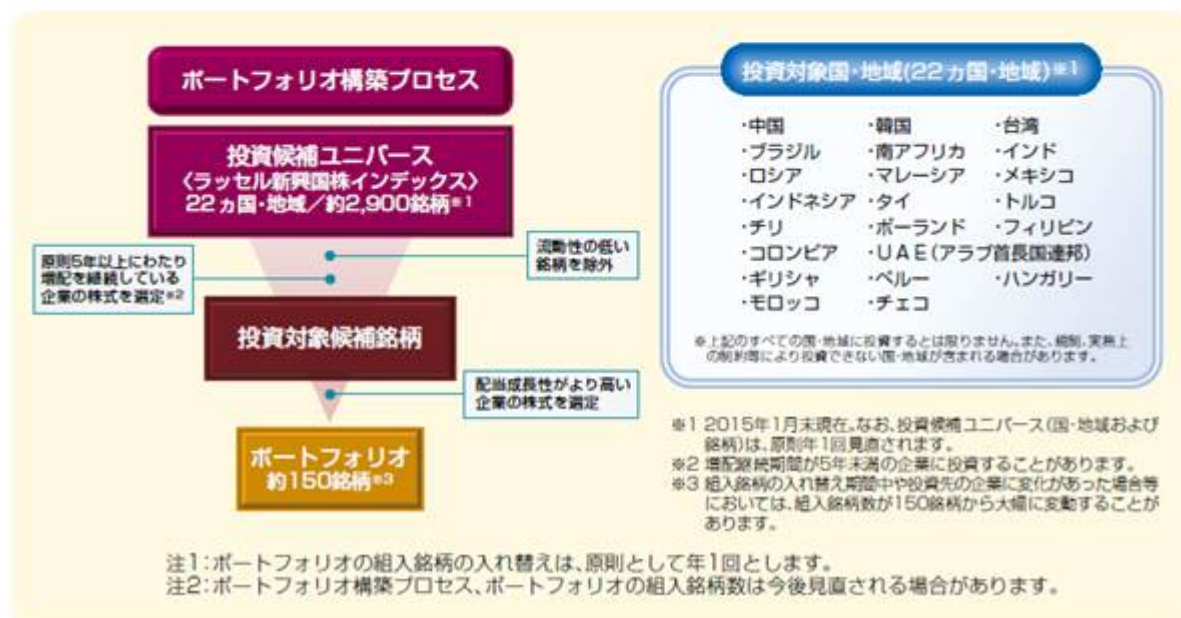 ポートフォリオ構築プロセス
投資候補ユニバース
〈ラッセル新興国株インデックス〉
22ヵ国・地域／約2,900銘柄※1
流動性の低い
銘柄を除外
原則5年以上にわたり
増配を継続している
企業の株式を選定※2
投資対象候補銘柄
配当成長性がより高い
企業の株式を選定
ポートフォリオ
約150銘柄※3
投資対象国・地域(22ヵ国・地域)※1
・中国 ・韓国 ・台湾
・ブラジル ・南アフリカ ・インド
・ロシア ・マレーシア ・メキシコ
・インドネシア ・タイ ・トルコ
・チリ ・ポーランド ・フィリピン
・コロンビア ・UAE(アラブ首長国連邦)
・ギリシャ ・ペルー ・ハンガリー
・モロッコ ・チェコ
※上記のすべての国・地域に投資するとは限りません。また、規制、実務上
の制約等により投資できない国・地域が含まれる場合があります。
※1 2015年1月末現在。なお、投資候補ユニバース(国・地域および
銘柄)は、原則年1回見直されます。
※2 増配継続期間が5年未満の企業に投資することがあります。
※3 組入銘柄の入れ替え期間中や投資先の企業に変化があった場合等
においては、組入銘柄数が150銘柄から大幅に変動することが
あります。
注1:ポートフォリオの組入銘柄の入れ替えは、原則として年1回とします。
注2:ポートフォリオ構築プロセス、ポートフォリオの組入銘柄数は今後見直される場合があります。